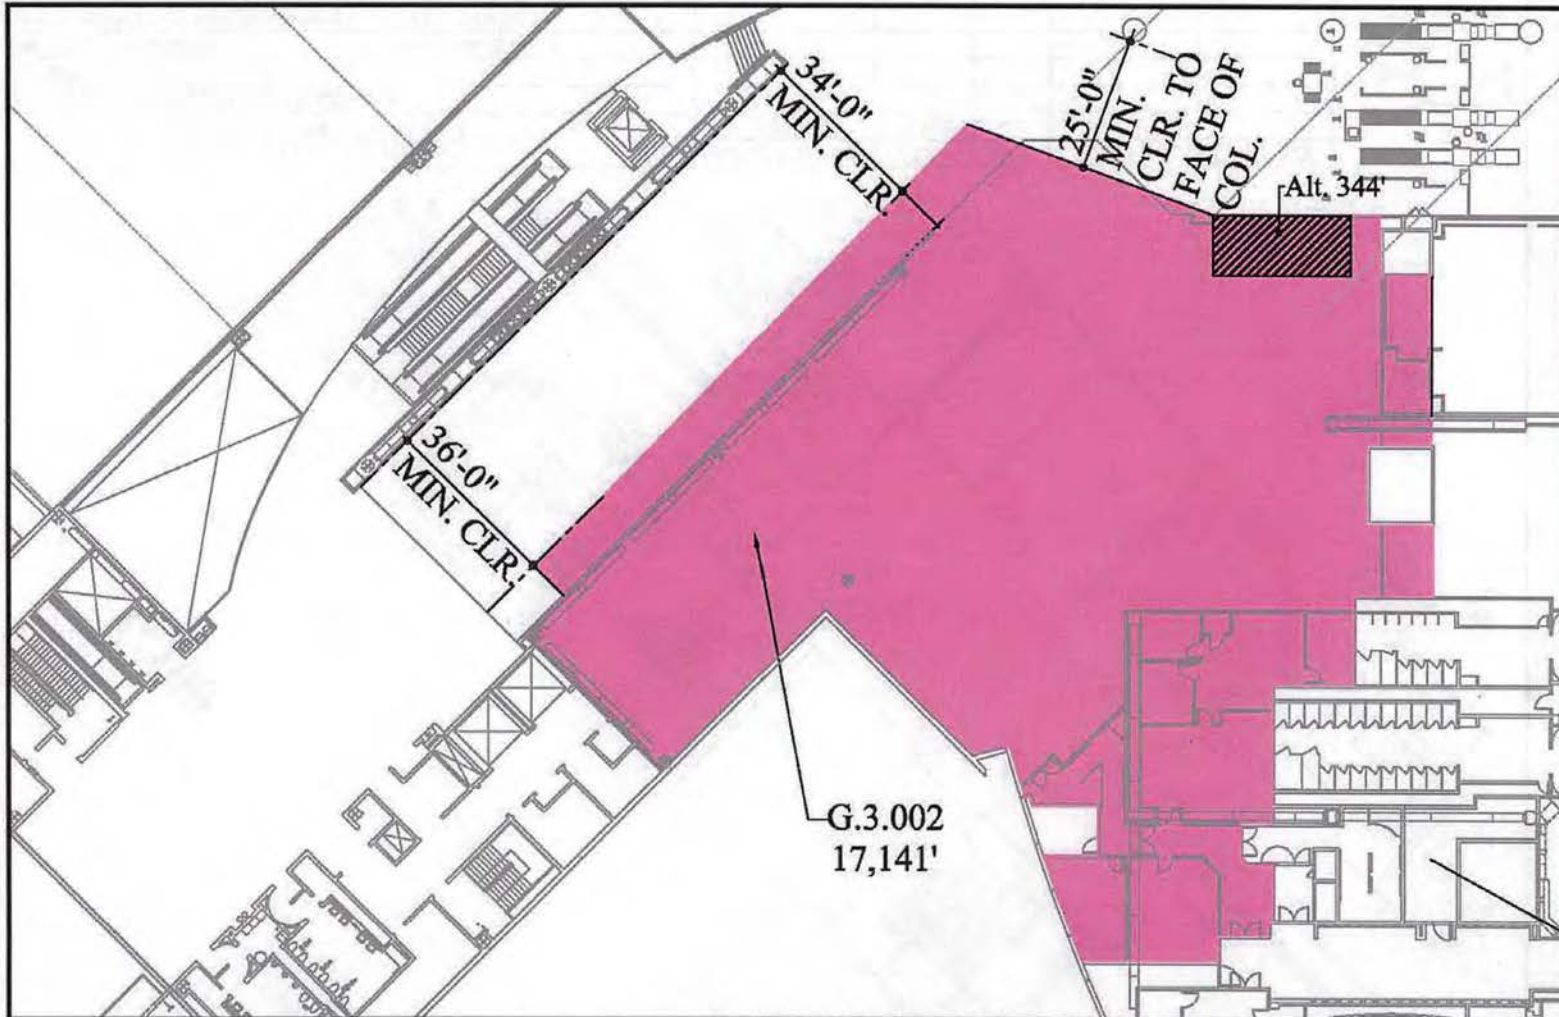 34'-0"
MIN. CLR.
25'-0"
MIN.
CLR. TO
FACE OF
COL.
Alt. 344'
36'-0"
MIN. CLR.
G.3.002
17,141'